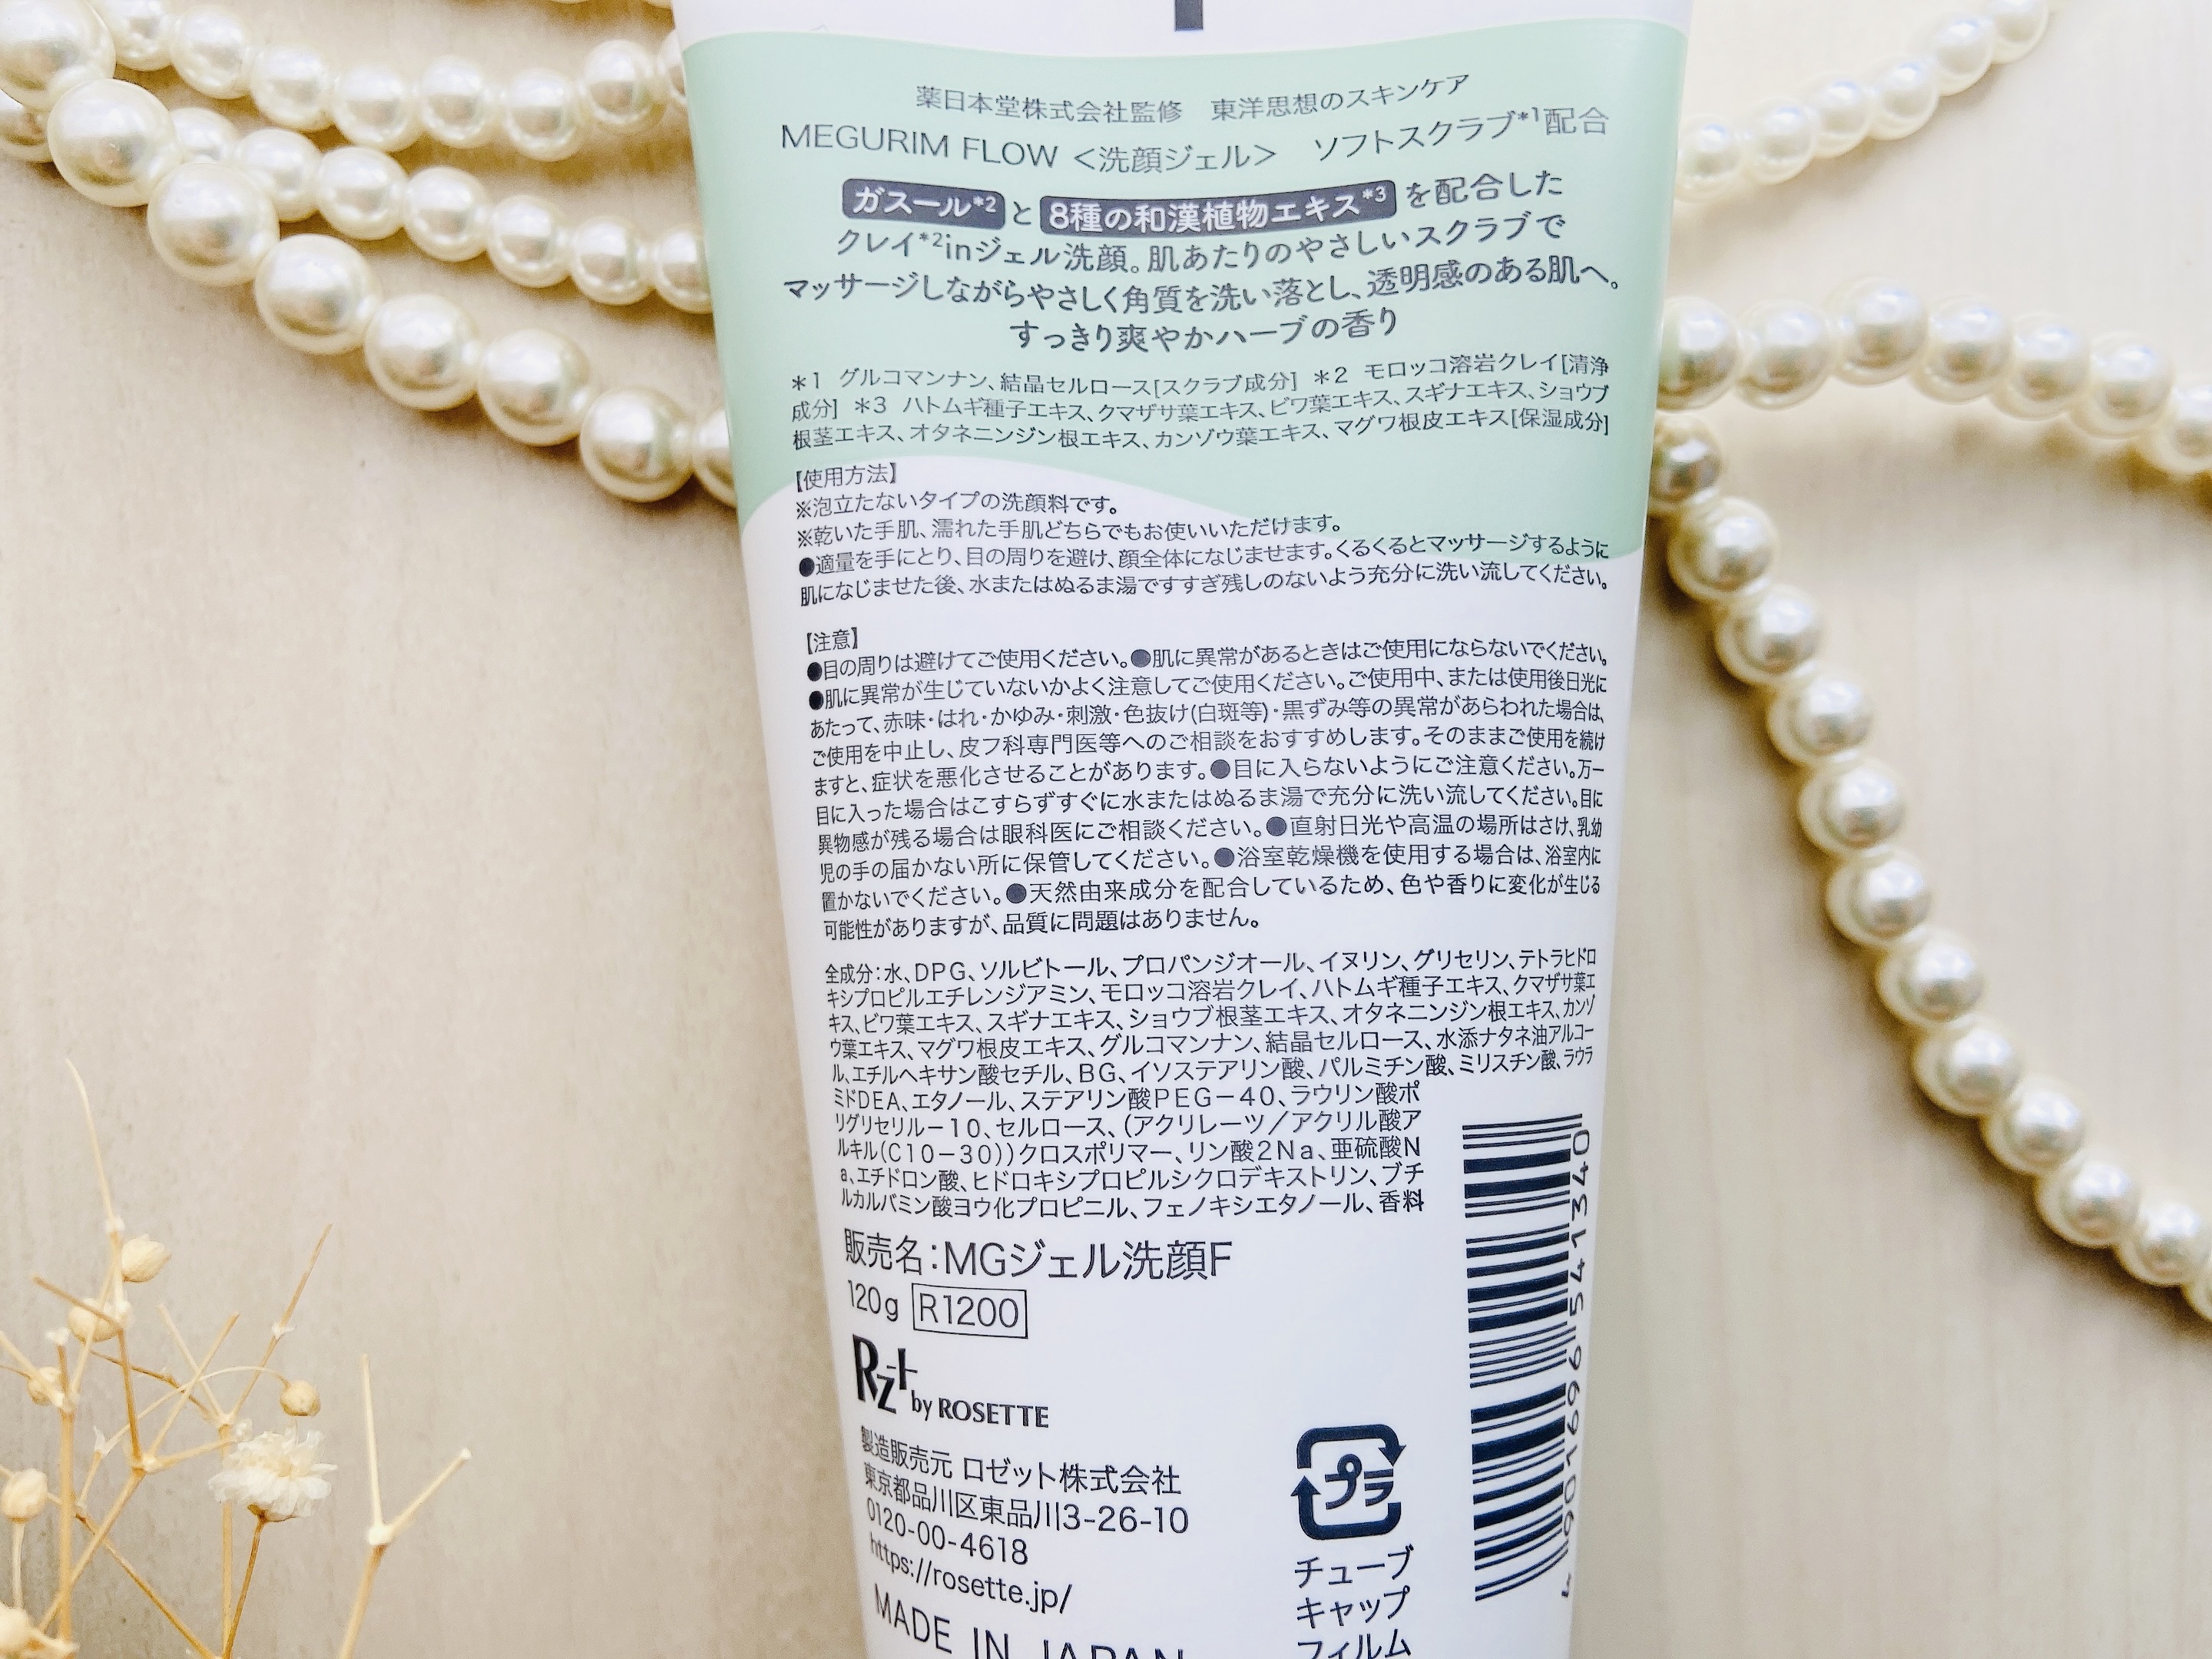 薬日本堂株式会社監修 東洋思想のスキンケア
MEGURIM FLOW <洗顔ジェル> ソフトスクラブ*1配合
ガスール*2 と 8種の和漢植物エキス*3 を配合した
クレイ*2inジェル洗顔。肌あたりのやさしいスクラブで
マッサージしながらやさしく角質を洗い落とし、透明感のある肌へ。
すっきり爽やかハーブの香り
＊1 グルコマンナン、結晶セルロース[スクラブ成分] ＊2 モロッコ溶岩クレイ[清浄
成分] ＊3 ハトムギ種子エキス、クマザサ葉エキス、ビワ葉エキス、スギナエキス、ショウブ
根茎エキス、オタネニンジン根エキス、カンゾウ葉エキス、マグワ根皮エキス[保湿成分]
【使用方法】
※泡立たないタイプの洗顔料です。
※乾いた手肌、濡れた手肌どちらでもお使いいただけます。
●適量を手にとり、目の周りを避け、顔全体になじませます。くるくるとマッサージするように
肌になじませた後、水またはぬるま湯ですすぎ残しのないよう充分に洗い流してください。
【注意】
●目の周りは避けてご使用ください。●肌に異常があるときはご使用にならないでください。
●肌に異常が生じていないかよく注意してご使用ください。ご使用中、または使用後日光に
あたって、赤味・はれ・かゆみ・刺激・色抜け(白斑等)・黒ずみ等の異常があらわれた場合は、
ご使用を中止し、皮フ科専門医等へのご相談をおすすめします。そのままご使用を続け
ますと、症状を悪化させることがあります。●目に入らないようにご注意ください。万一
目に入った場合はこすらずすぐに水またはぬるま湯で充分に洗い流してください。目に
異物感が残る場合は眼科医にご相談ください。●直射日光や高温の場所はさけ、乳幼
児の手の届かない所に保管してください。●浴室乾燥機を使用する場合は、浴室内に
置かないでください。●天然由来成分を配合しているため、色や香りに変化が生じる
可能性がありますが、品質に問題はありません。
全成分：水、DPG、ソルビトール、プロパンジオール、イヌリン、グリセリン、テトラヒドロ
キシプロピルエチレンジアミン、モロッコ溶岩クレイ、ハトムギ種子エキス、クマザサ葉エ
キス、ビワ葉エキス、スギナエキス、ショウブ根茎エキス、オタネニンジン根エキス、カンゾ
ウ葉エキス、マグワ根皮エキス、グルコマンナン、結晶セルロース、水添ナタネ油アルコー
ル、エチルヘキサン酸セチル、BG、イソステアリン酸、パルミチン酸、ミリスチン酸、ラウラ
ミドDEA、エタノール、ステアリン酸PEG－40、ラウリン酸ポ
リグリセリル－10、セルロース、(アクリレーツ／アクリル酸ア
ルキル(C10－30))クロスポリマー、リン酸2Na、亜硫酸N
a、エチドロン酸、ヒドロキシプロピルシクロデキストリン、ブチ
ルカルバミン酸ヨウ化プロピニル、フェノキシエタノール、香料
販売名：MGジェル洗顔F
120g R1200
Rz+ by ROSETTE
製造販売元 ロゼット株式会社
東京都品川区東品川3-26-10
0120-00-4618
https://rosette.jp/
MADE IN JAPAN
プラ
チューブ
キャップ
フィルム
4 901696 541340